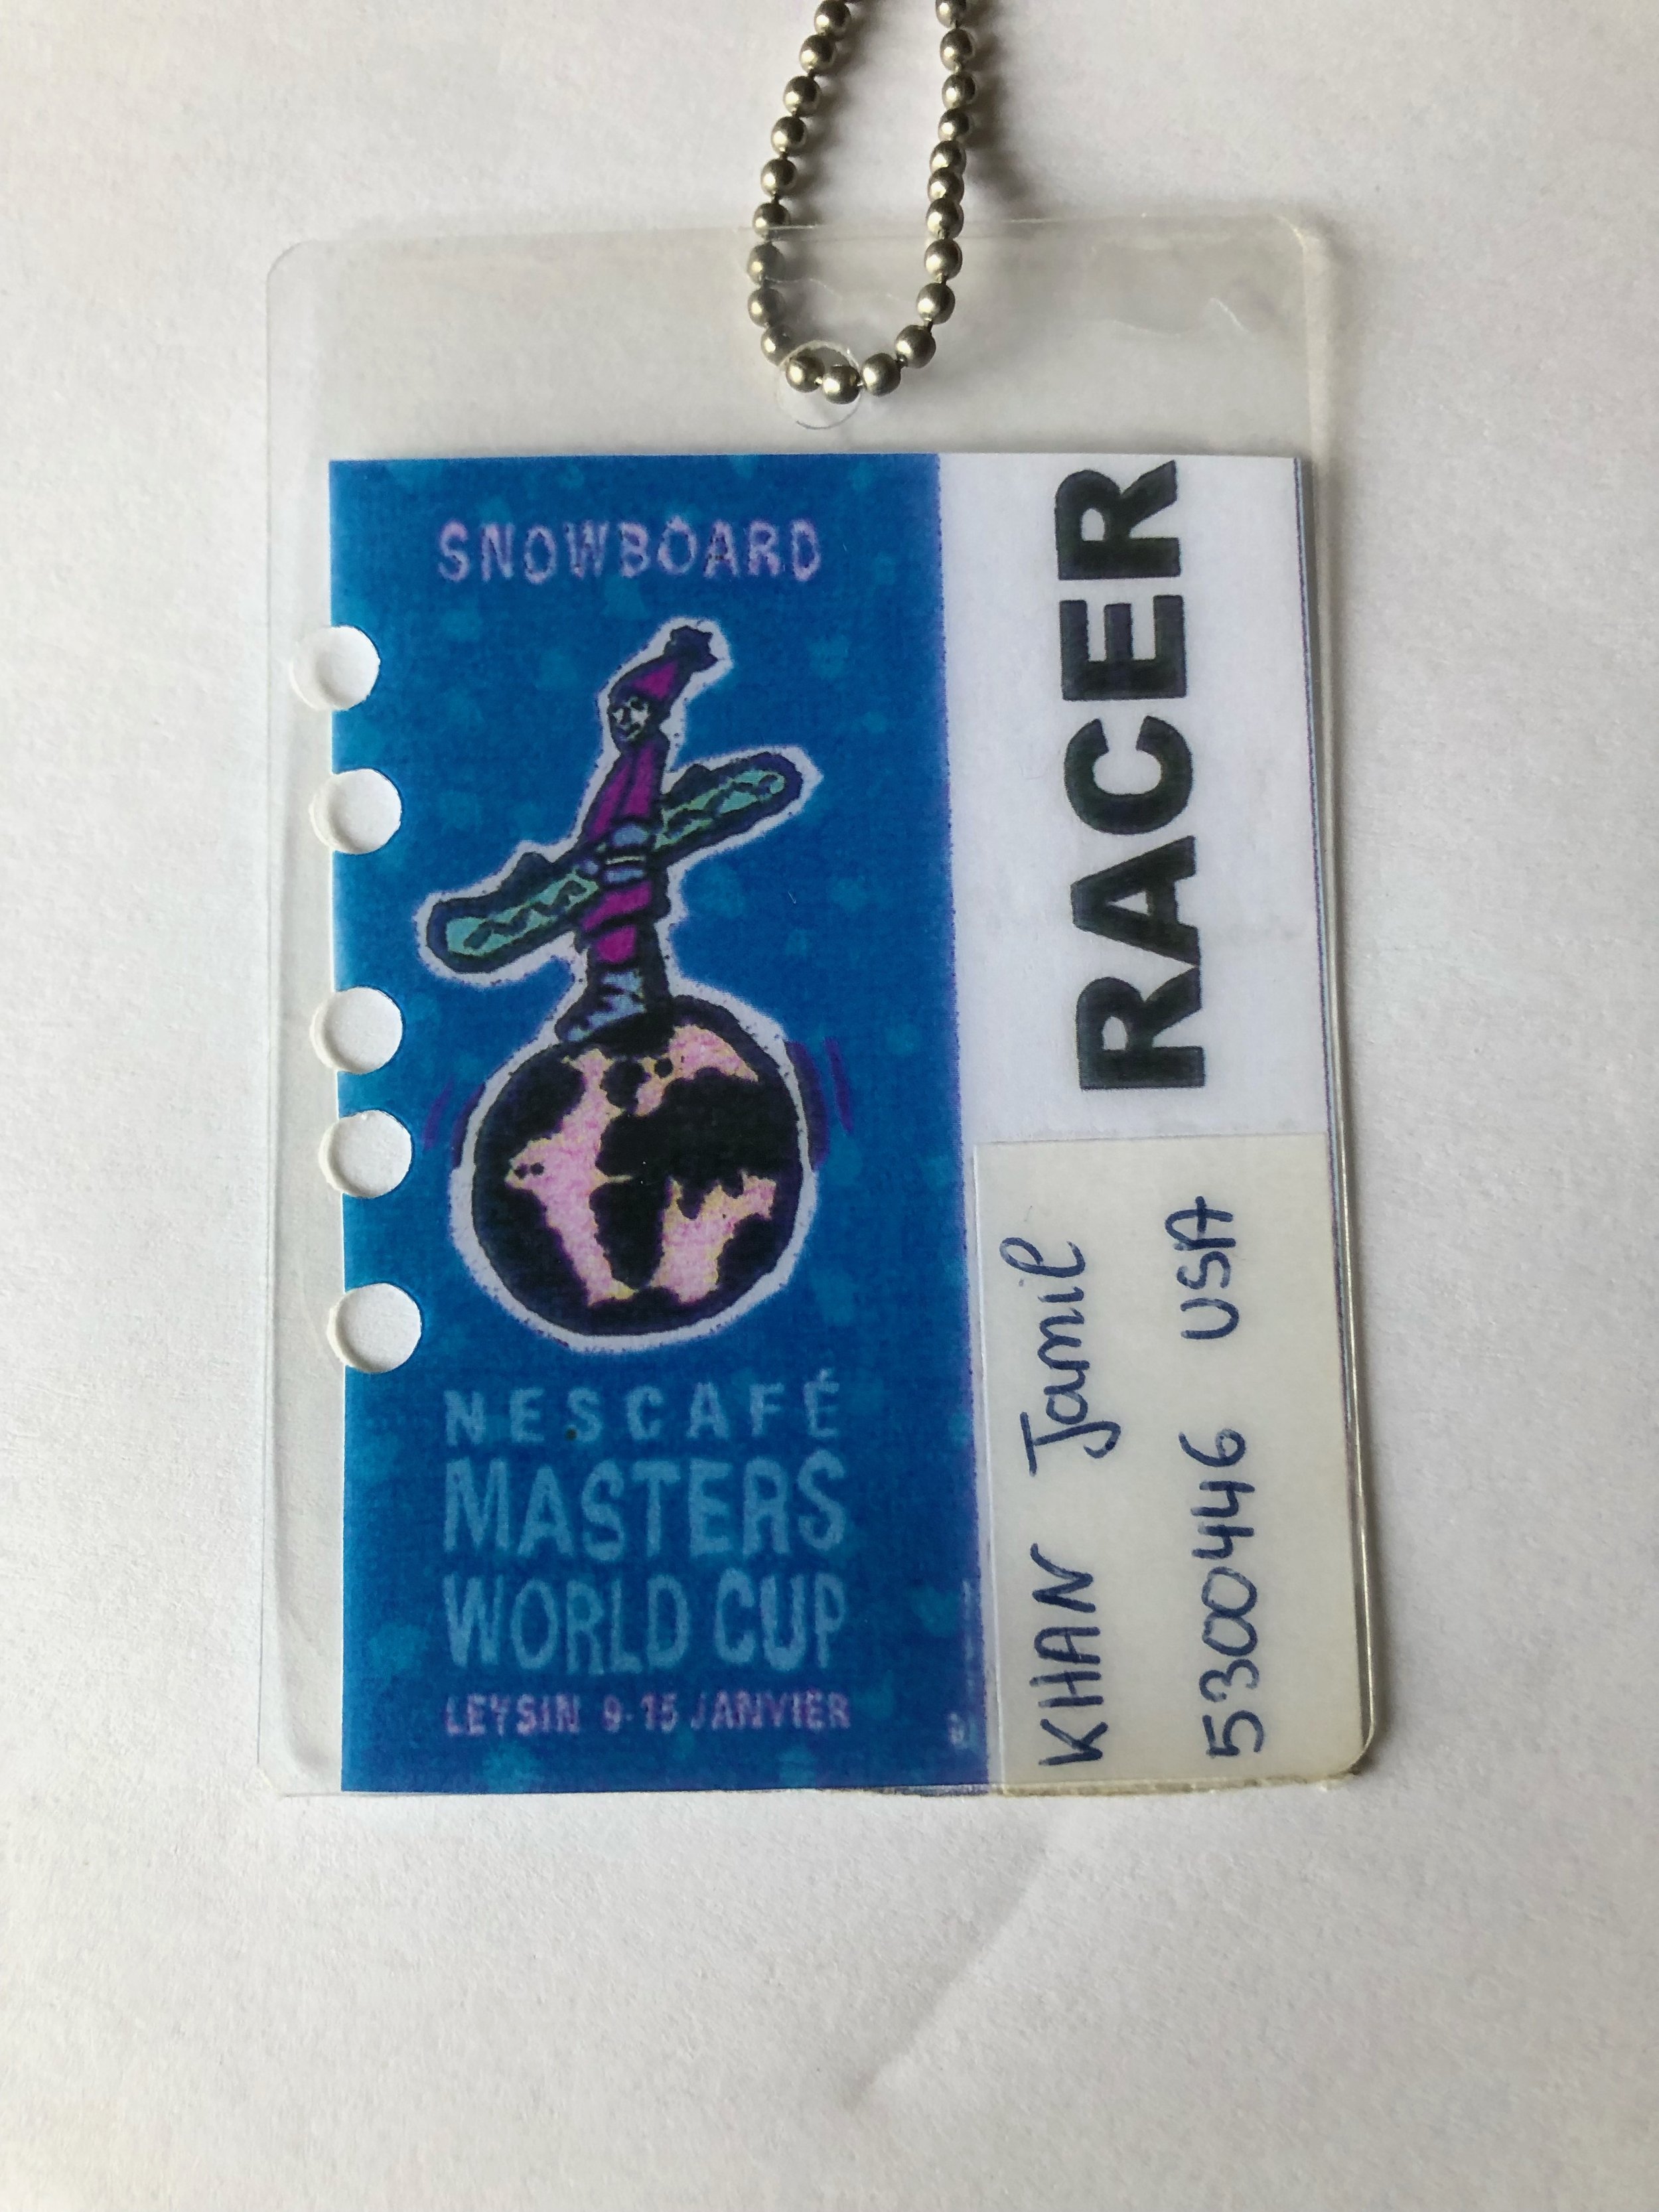 SNOWBOARD
NESCAFÉ
MASTERS
WORLD CUP
LEYSIN 9-15 JANVIER
RACER
KHAN Jamil
5300446 USA